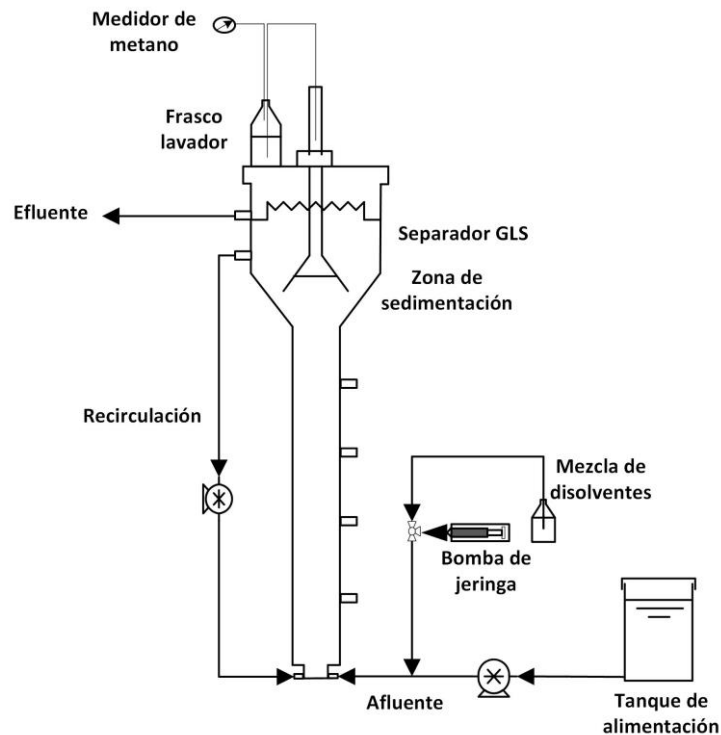 Medidor de
metano
Frasco
lavador
Efluente
Separador GLS
Zona de
sedimentación
Recirculación
Mezcla de
disolventes
Bomba de
jeringa
Afluente
Tanque de
alimentación